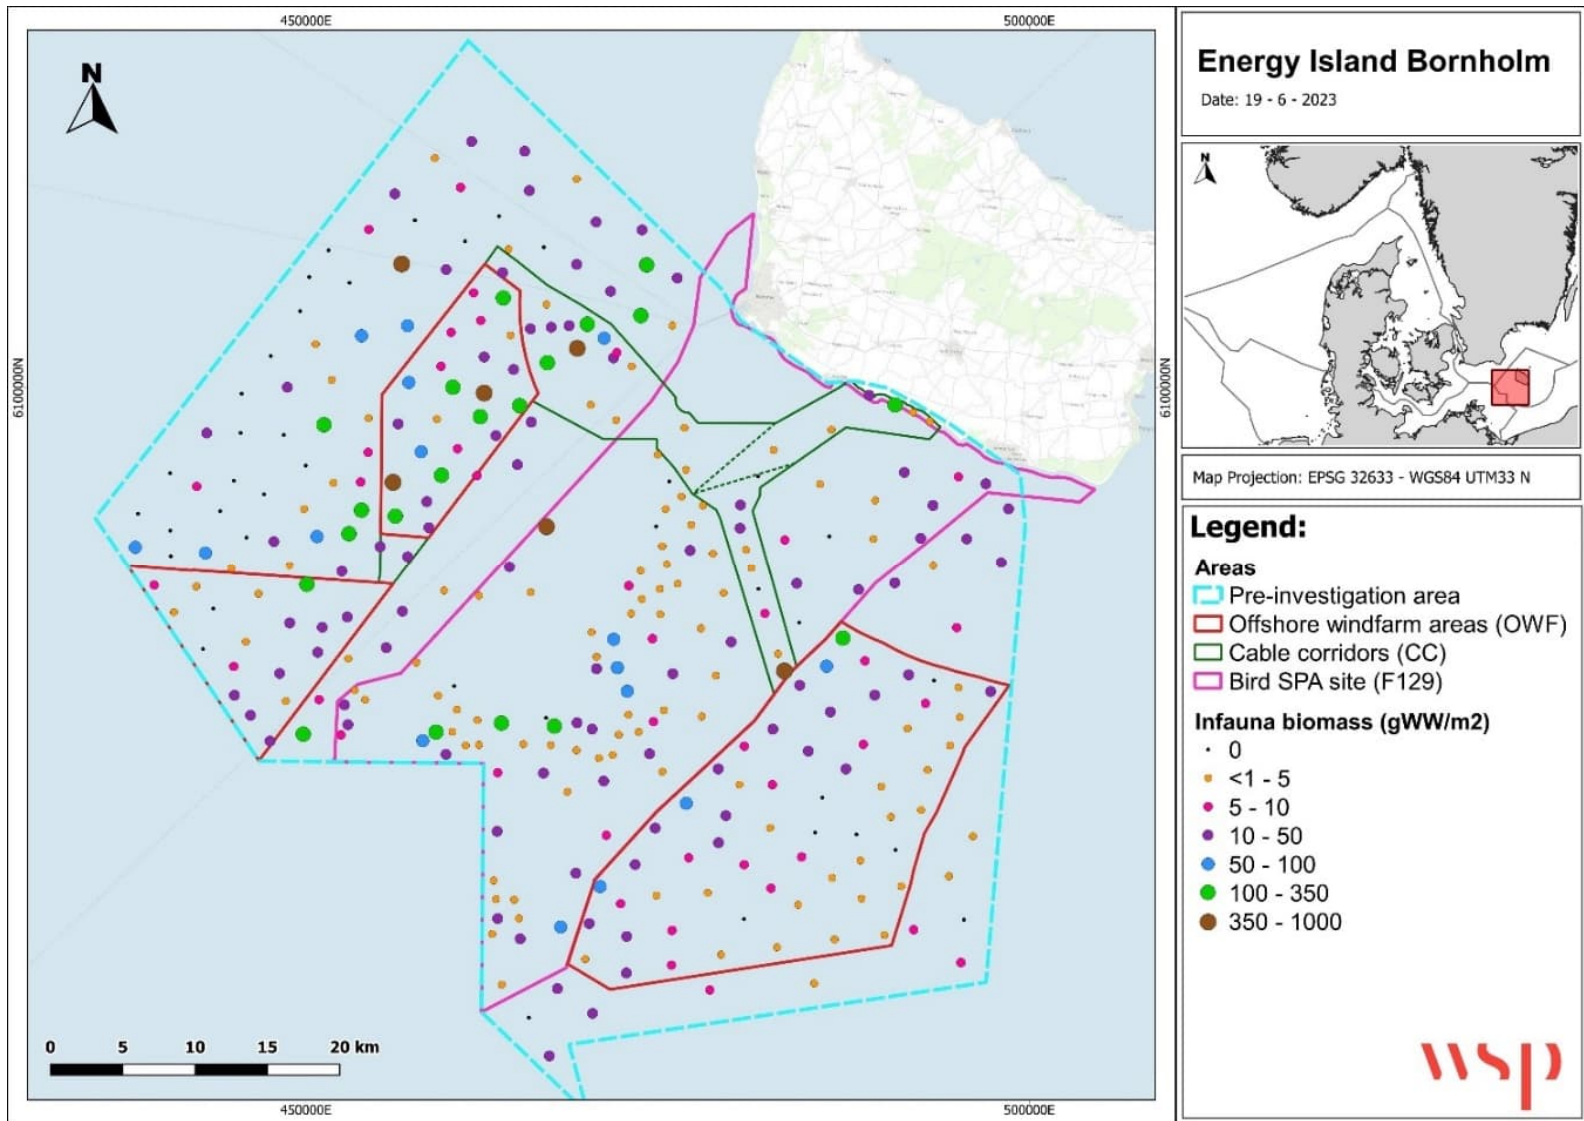 450000E
500000E
N
6100000N
6100000N
0 5 10 15 20 km
450000E
500000E
Energy Island Bornholm
Date: 19 - 6 - 2023
N
Map Projection: EPSG 32633 - WGS84 UTM33 N
Legend:
Areas
Pre-investigation area
Offshore windfarm areas (OWF)
Cable corridors (CC)
Bird SPA site (F129)
Infauna biomass (gWW/m2)
0
<1 - 5
5 - 10
10 - 50
50 - 100
100 - 350
350 - 1000
wsp